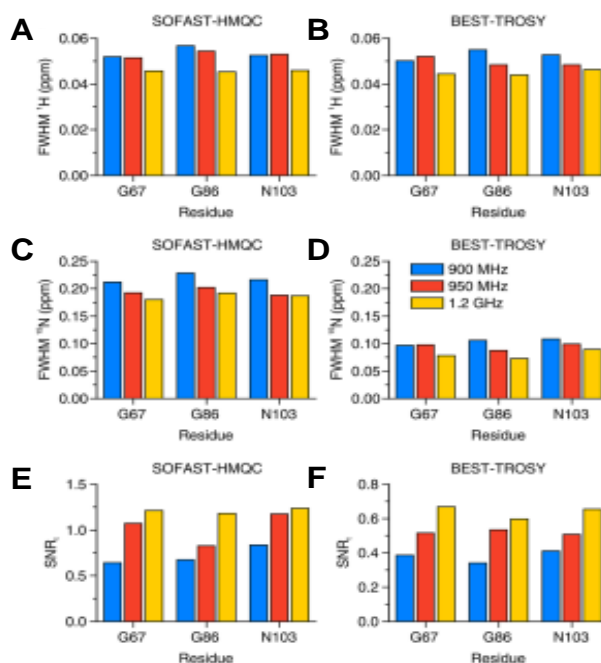 A
SOFAST-HMQC
FWHM ¹H (ppm)
0.06
0.04
0.02
0.00
G67 G86 N103
Residue
B
BEST-TROSY
FWHM ¹H (ppm)
0.06
0.04
0.02
0.00
G67 G86 N103
Residue
C
SOFAST-HMQC
FWHM ¹⁵N (ppm)
0.25
0.20
0.15
0.10
0.05
0.00
G67 G86 N103
Residue
D
BEST-TROSY
FWHM ¹⁵N (ppm)
0.25
0.20
0.15
0.10
0.05
0.00
900 MHz
950 MHz
1.2 GHz
G67 G86 N103
Residue
E
SOFAST-HMQC
SNRₜ
1.5
1.0
0.5
0.0
G67 G86 N103
Residue
F
BEST-TROSY
SNRₜ
0.8
0.6
0.4
0.2
0.0
G67 G86 N103
Residue